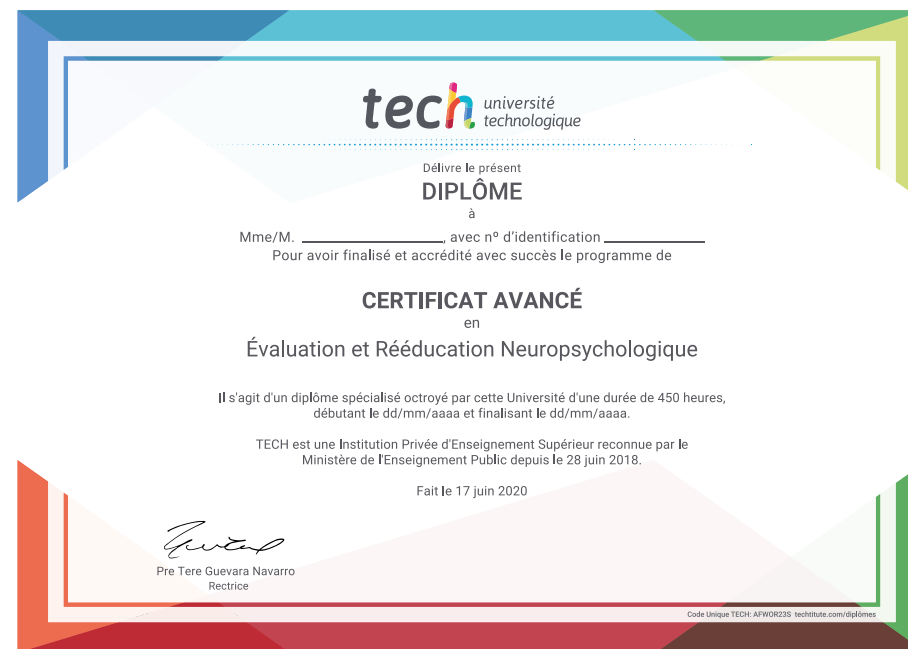 tech université
technologique
Délivre le présent
DIPLÔME
à
Mme/M. ____________________, avec nº d'identification ______________
Pour avoir finalisé et accrédité avec succès le programme de
CERTIFICAT AVANCÉ
en
Évaluation et Rééducation Neuropsychologique
Il s'agit d'un diplôme spécialisé octroyé par cette Université d'une durée de 450 heures,
débutant le dd/mm/aaaa et finalisant le dd/mm/aaaa.
TECH est une Institution Privée d'Enseignement Supérieur reconnue par le
Ministère de l'Enseignement Public depuis le 28 juin 2018.
Fait le 17 juin 2020
Pre Tere Guevara Navarro
Rectrice
Code Unique TECH: AFWOR23S techtitute.com/diplômes